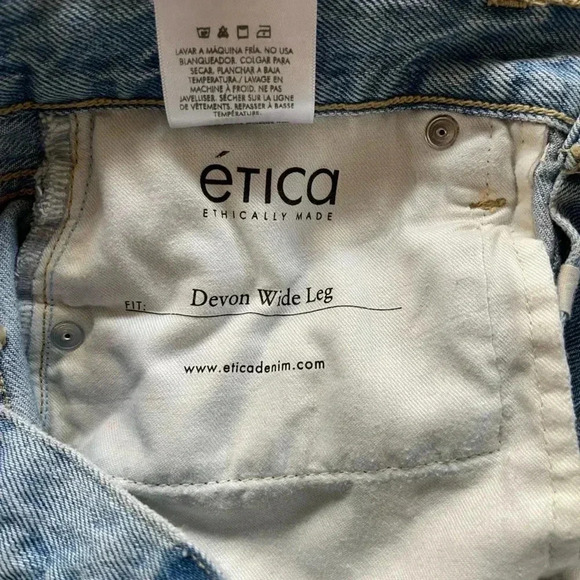 LAVAR A MÁQUINA FRÍA. NO USA
BLANQUEADOR. COLGAR PARA
SECAR, PLANCHAR A BAJA
TEMPERATURA./ LAVAGE EN
MACHINE À FROID. NE PAS
JAVELLISER. SÉCHER SUR LA LIGNE
DE VÊTEMENTS, REPASSER À BASSE
TEMPÉRATURE.
éTICA
ETHICALLY MADE
FIT: Devon Wide Leg
www.eticadenim.com